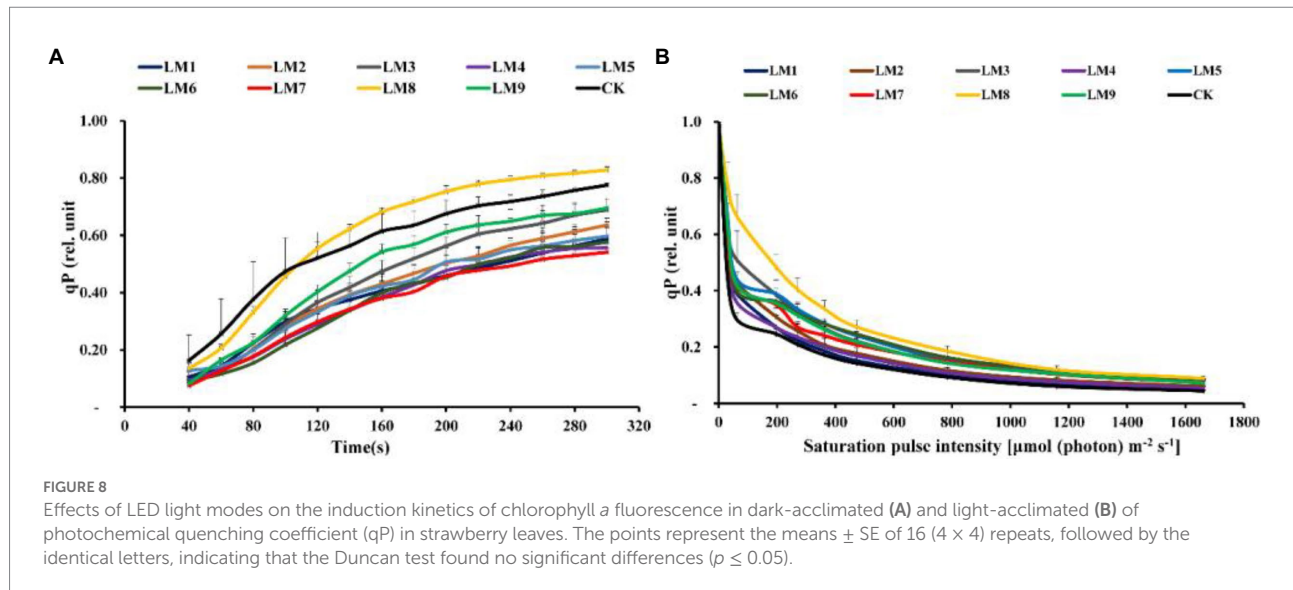 A
LM1 LM2 LM3 LM4 LM5
LM6 LM7 LM8 LM9 CK
1.00
0.80
0.60
0.40
0.20
-
qP (rel. unit
0 40 80 120 160 200 240 280 320
Time(s)
B
LM1 LM2 LM3 LM4 LM5
LM6 LM7 LM8 LM9 CK
1.0
0.8
0.6
0.4
0.2
-
qP (rel. unit
0 200 400 600 800 1000 1200 1400 1600 1800
Saturation pulse intensity [µmol (photon) m⁻² s⁻¹]
FIGURE 8
Effects of LED light modes on the induction kinetics of chlorophyll a fluorescence in dark-acclimated (A) and light-acclimated (B) of
photochemical quenching coefficient (qP) in strawberry leaves. The points represent the means ± SE of 16 (4 × 4) repeats, followed by the
identical letters, indicating that the Duncan test found no significant differences (p ≤ 0.05).